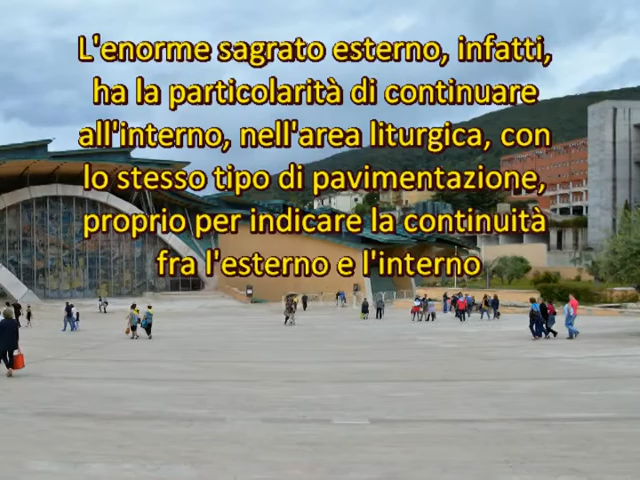 L'enorme sagrato esterno, infatti,
ha la particolarità di continuare
all'interno, nell'area liturgica, con
lo stesso tipo di pavimentazione,
proprio per indicare la continuità
fra l'esterno e l'interno